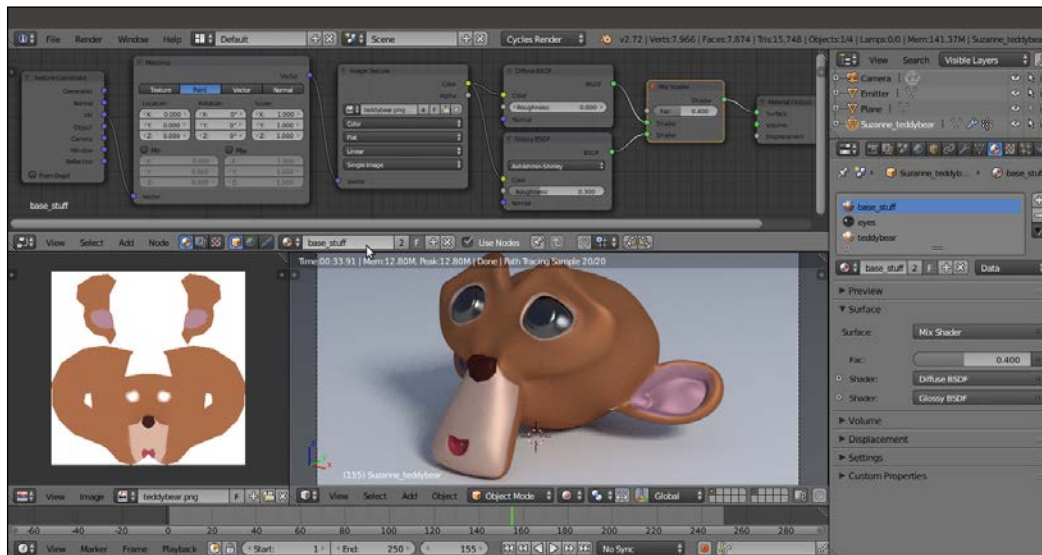 File Render Window Help Default Scene Cycles Render v2.72 | Verts:7,966 | Faces:7,874 | Tris:15,748 | Objects:1/4 | Lamps:0/0 | Mem:141.37M | Suzanne_teddybea
View Search Visible Layers
Camera
Emitter
Plane
Suzanne_teddybear
Texture Coordinate
Generated
Normal
UV
Object
Camera
Window
Reflection
From Dupli
Mapping
Vector
Texture Point Vector Normal
Location: Rotation: Scale:
X: 0.000 X: 0° X: 1.000
Y: 0.000 Y: 0° Y: 1.000
Z: 0.000 Z: 0° Z: 1.000
Min Max
Vector
Image Texture
Color
Alpha
teddybear.png 4 F
Color
Flat
Linear
Single Image
Vector
Diffuse BSDF
BSDF
Color
Roughness: 0.000
Normal
Glossy BSDF
BSDF
Ashikhmin-Shirley
Color
Roughness: 0.300
Normal
Mix Shader
Shader
Fac: 0.400
Shader
Shader
Material Output
Surface
Volume
Displacement
base_stuff
View Select Add Node base_stuff 2 F Use Nodes
Suzanne_teddyb... base_stuf
base_stuff
eyes
teddybear
base_stuff 2 F Data
Preview
Surface
Surface: Mix Shader
Fac: 0.400
Shader: Diffuse BSDF
Shader: Glossy BSDF
Volume
Displacement
Settings
Custom Properties
Time:00:33.91 | Mem:12.80M, Peak:12.80M | Done | Path Tracing Sample 20/20
(155) Suzanne_teddybear
View Image teddybear.png F
View Select Add Object Object Mode Global
-60 -40 -20 0 20 40 60 80 100 120 140 160 180 200 220 240 260 280
View Marker Frame Playback Start: 1 End: 250 155 No Sync